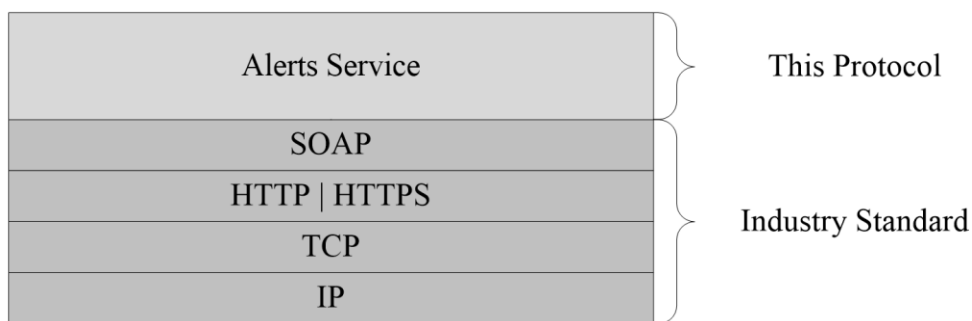 Alerts Service
This Protocol
SOAP
HTTP | HTTPS
TCP
Industry Standard
IP